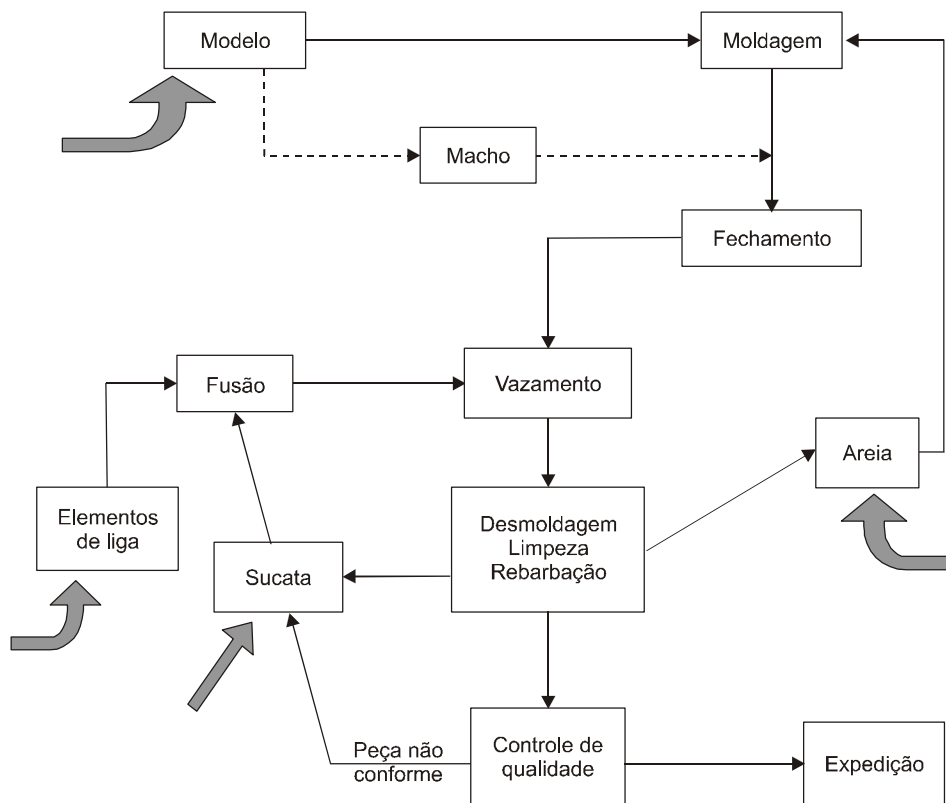 Modelo
Moldagem
Macho
Fechamento
Fusão
Vazamento
Areia
Elementos
de liga
Desmoldagem
Limpeza
Rebarbação
Sucata
Peça não
conforme
Controle de
qualidade
Expedição